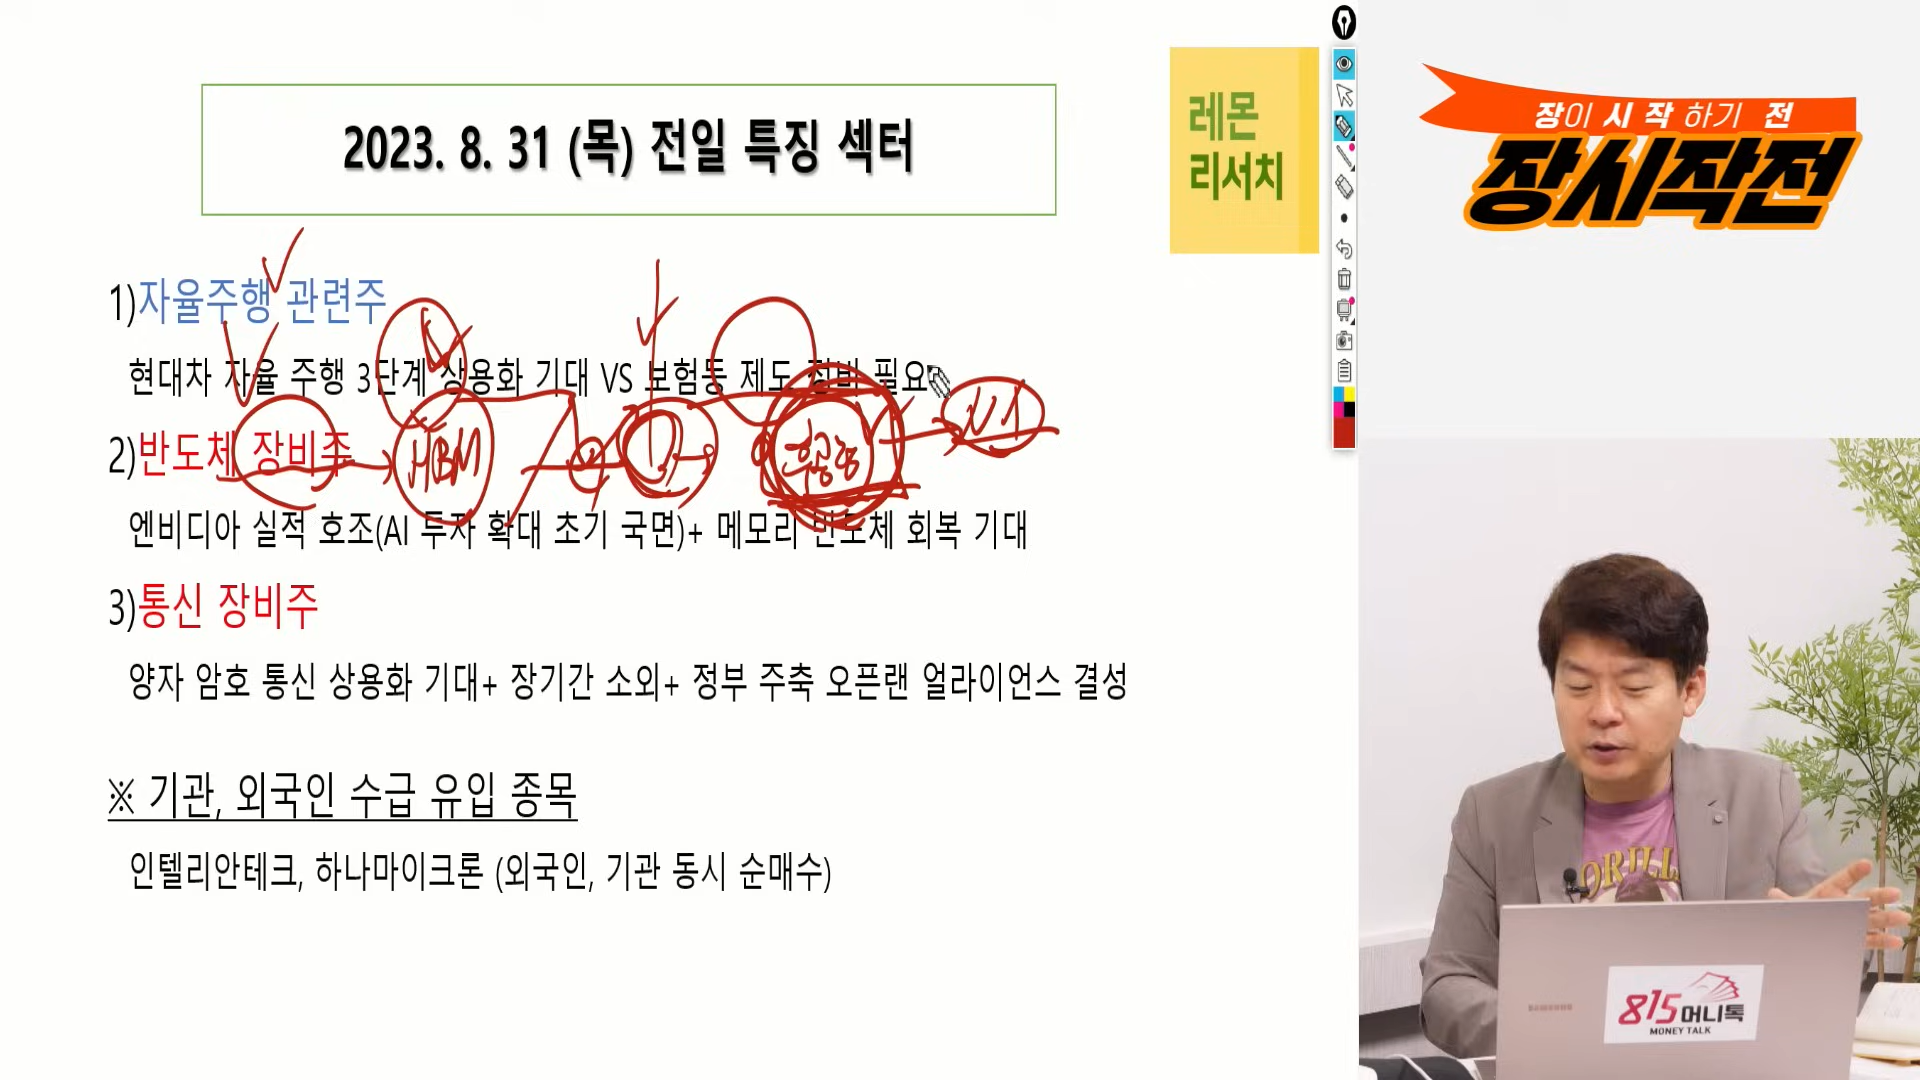 2023. 8. 31 (목) 전일 특징 섹터
레몬
리서치
장이 시작하기 전
장시작전
1)자율주행 관련주
현대차 자율 주행 3단계 상용화 기대 VS 보험등 제도 정비 필요
2)반도체 장비주
HBM
후공정
엔비디아 실적 호조(AI 투자 확대 초기 국면)+ 메모리 반도체 회복 기대
3)통신 장비주
양자 암호 통신 상용화 기대+ 장기간 소외+ 정부 주축 오픈랜 얼라이언스 결성
※ 기관, 외국인 수급 유입 종목
인텔리안테크, 하나마이크론 (외국인, 기관 동시 순매수)
SAMSUNG
815머니톡
MONEY TALK